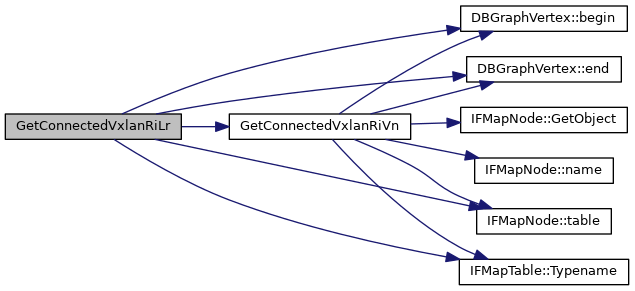 GetConnectedVxlanRiLr
GetConnectedVxlanRiVn
DBGraphVertex::begin
DBGraphVertex::end
IFMapNode::GetObject
IFMapNode::name
IFMapNode::table
IFMapTable::Typename